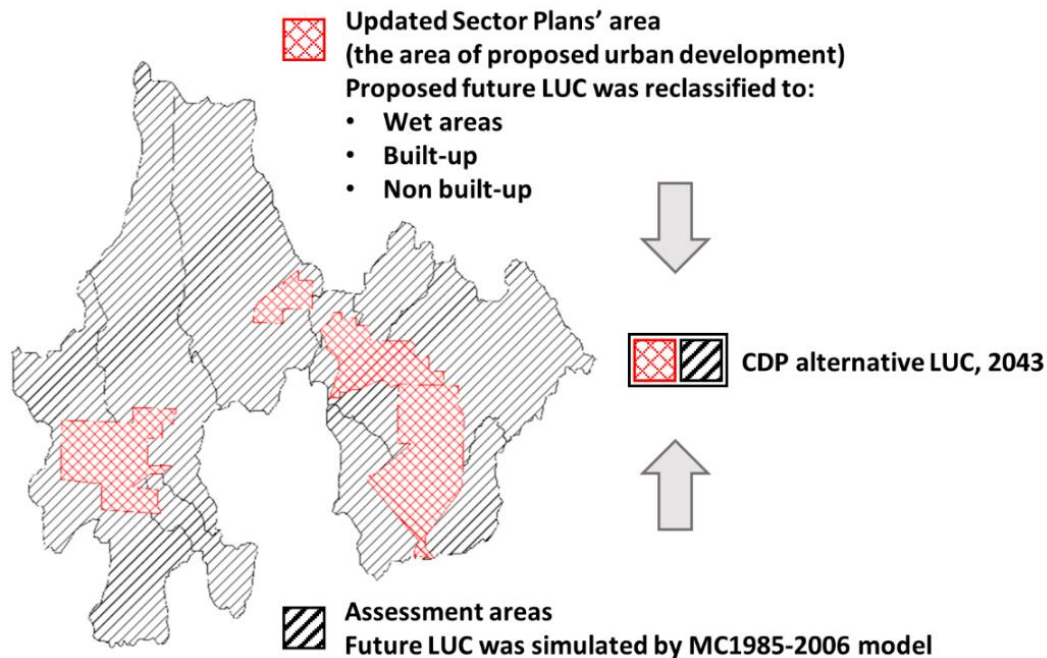 Updated Sector Plans’ area
(the area of proposed urban development)
Proposed future LUC was reclassified to:
• Wet areas
• Built-up
• Non built-up
CDP alternative LUC, 2043
Assessment areas
Future LUC was simulated by MC1985-2006 model